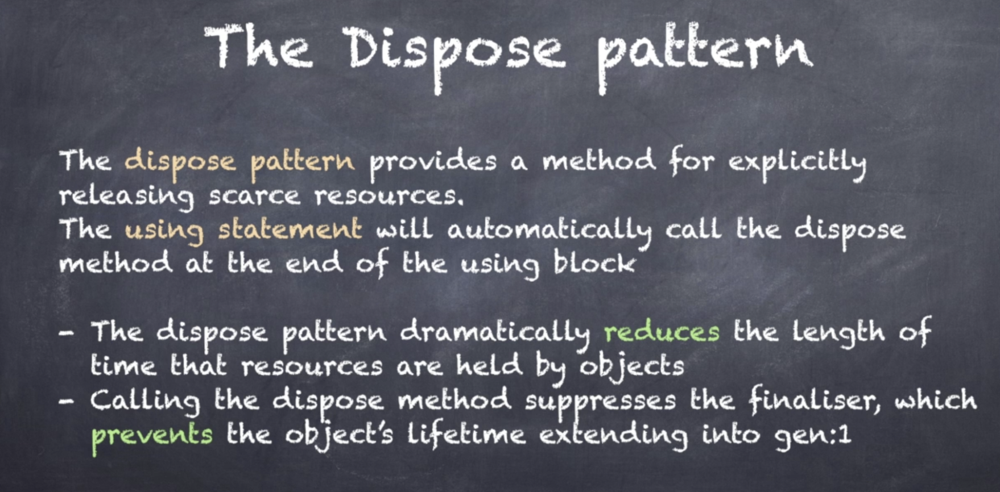 The Dispose pattern
The dispose pattern provides a method for explicitly
releasing scarce resources.
The using statement will automatically call the dispose
method at the end of the using block
- The dispose pattern dramatically reduces the length of
time that resources are held by objects
- Calling the dispose method suppresses the finaliser, which
prevents the object's lifetime extending into gen:1